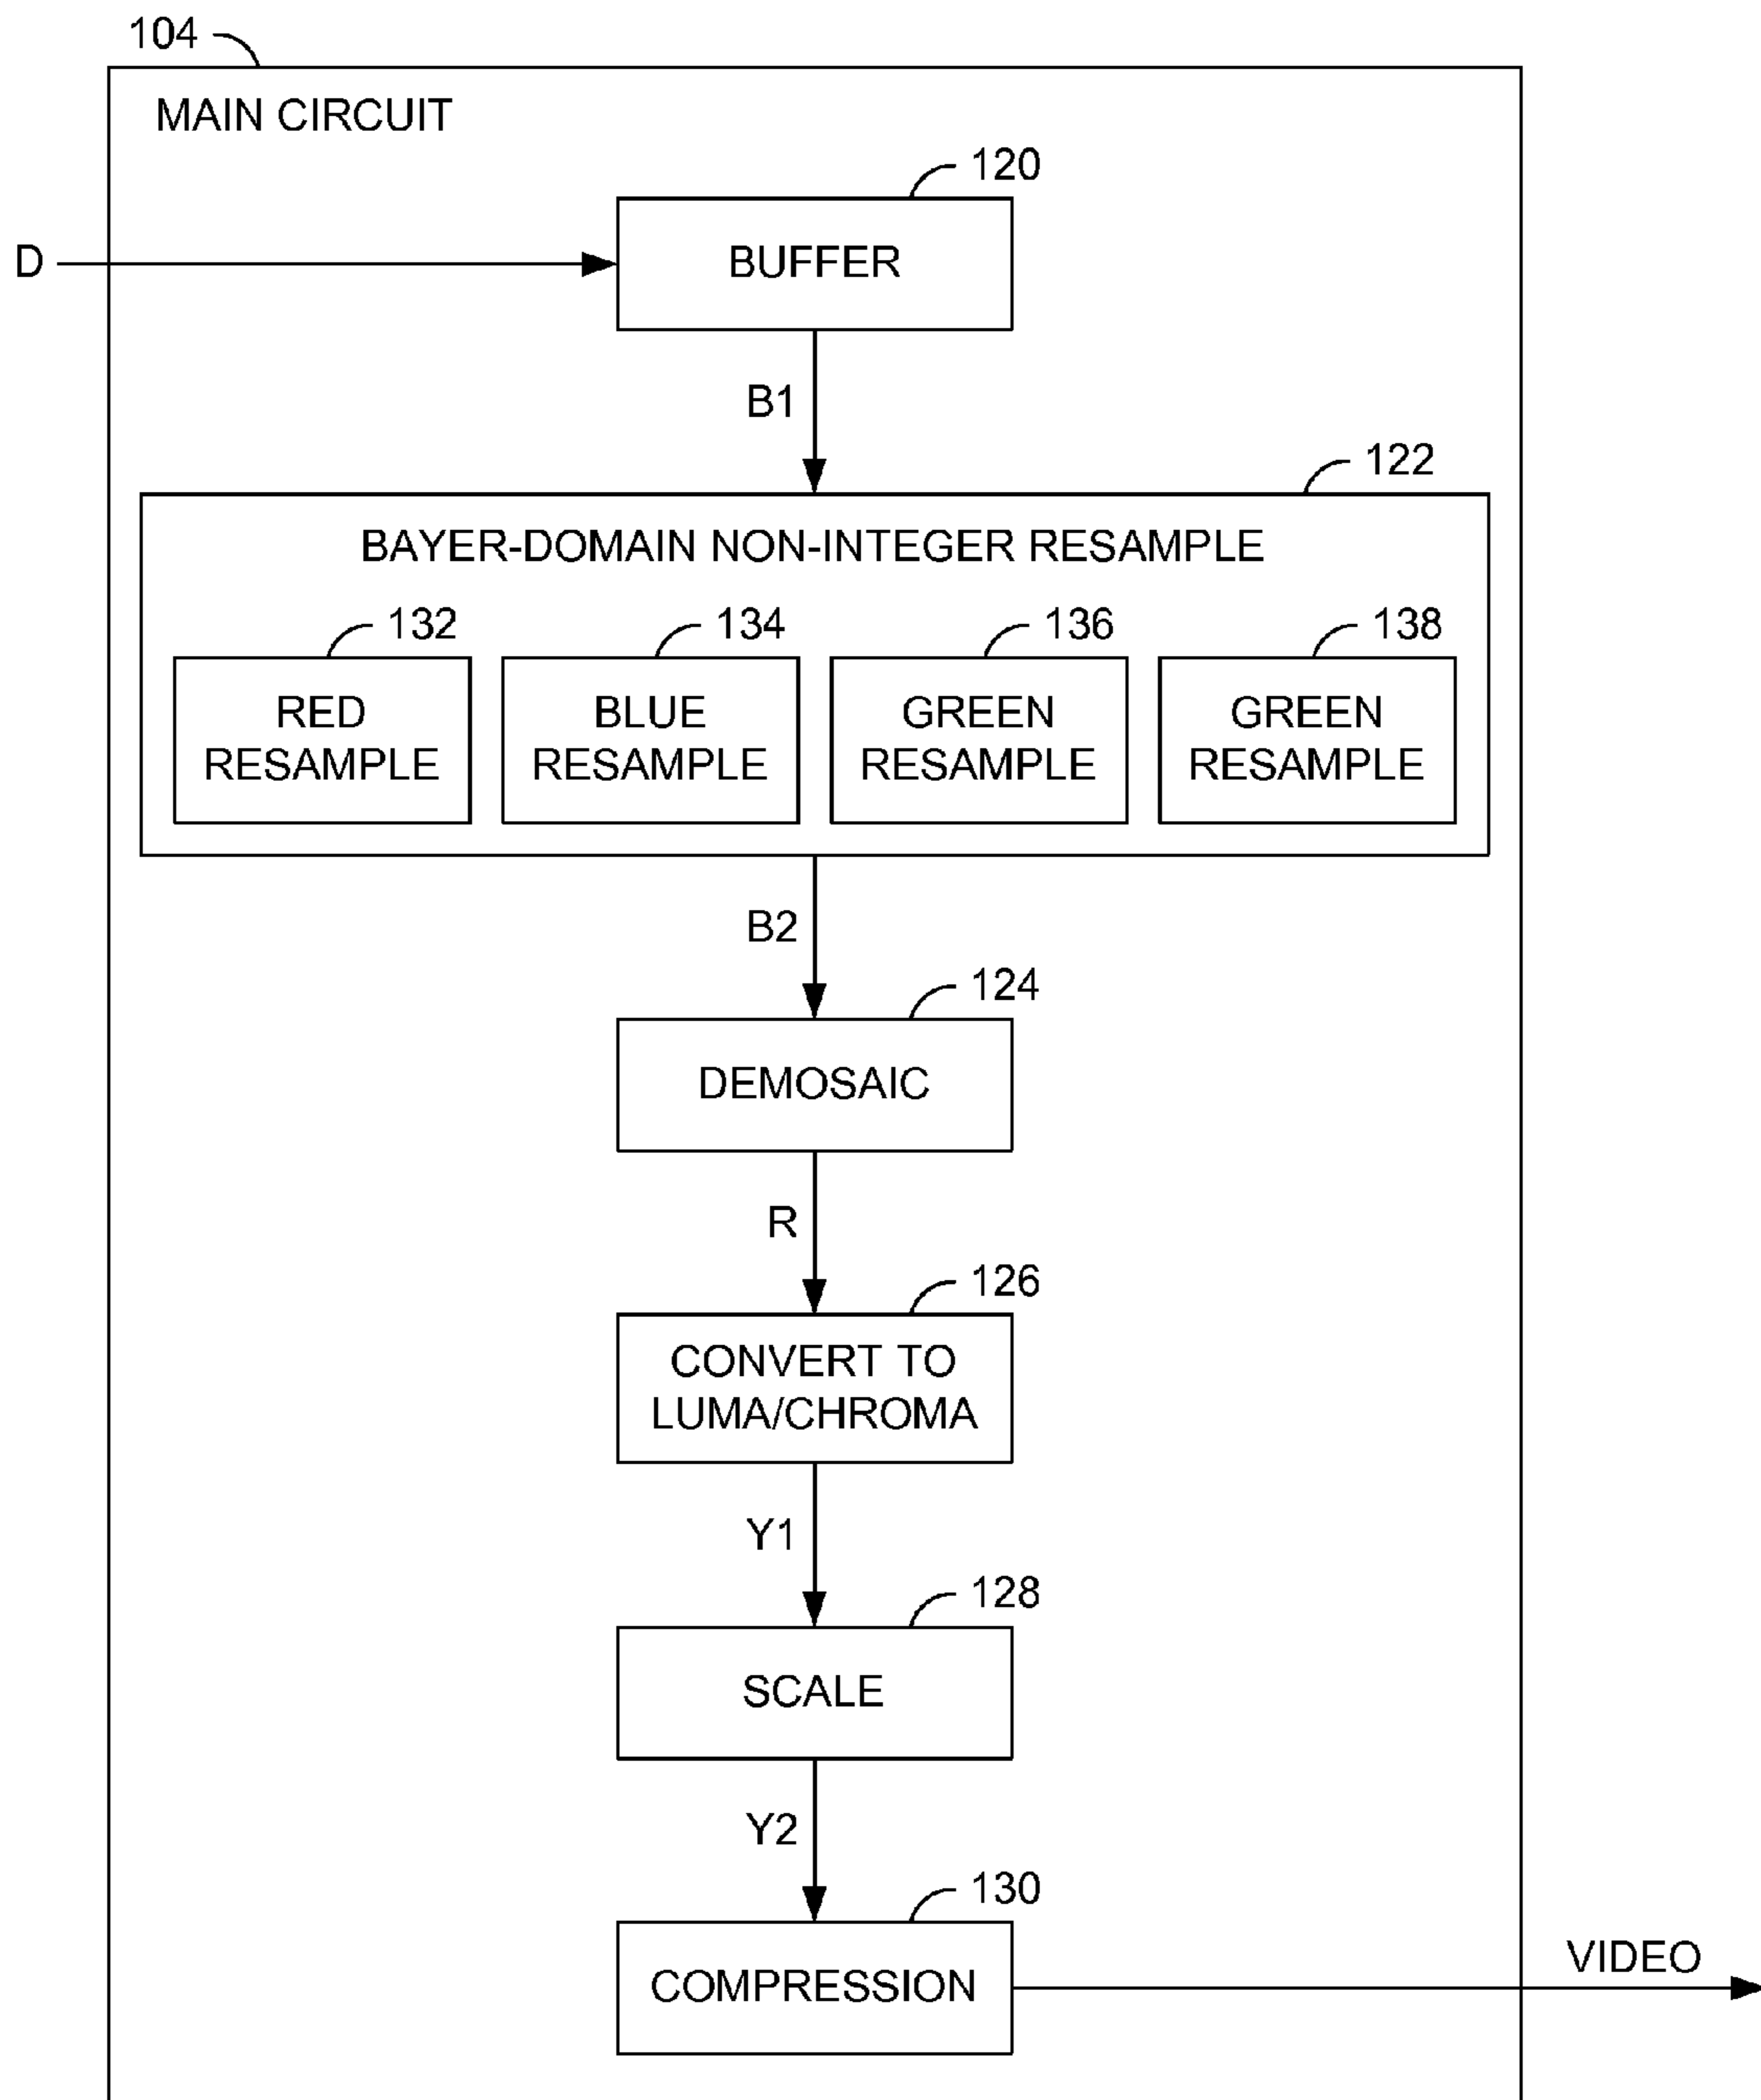 104
MAIN CIRCUIT
120
D
BUFFER
B1
122
BAYER-DOMAIN NON-INTEGER RESAMPLE
132
134
136
138
RED
RESAMPLE
BLUE
RESAMPLE
GREEN
RESAMPLE
GREEN
RESAMPLE
B2
124
DEMOSAIC
R
126
CONVERT TO
LUMA/CHROMA
Y1
128
SCALE
Y2
130
COMPRESSION
VIDEO